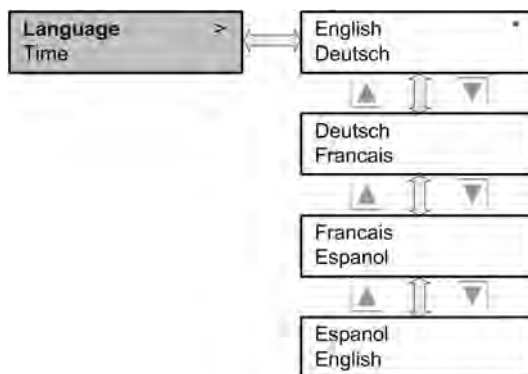 Language >
Time
English *
Deutsch
Deutsch
Francais
Francais
Espanol
Espanol
English